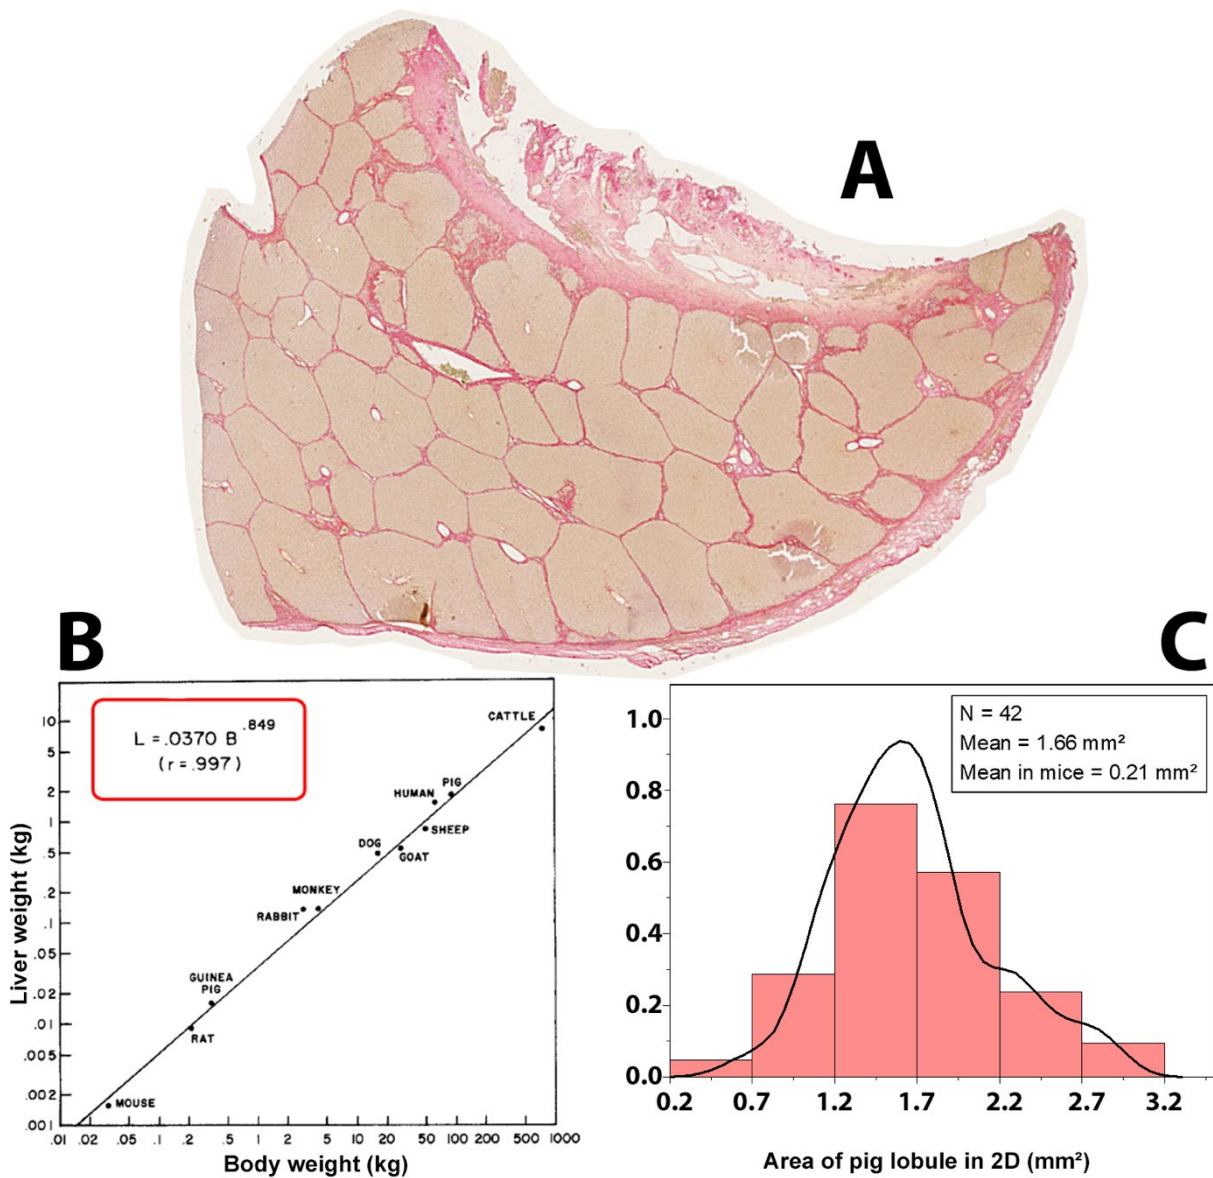 A
B
L = .0370 B .849
(r = .997)
10
5
2
1
.5
.2
.1
.05
.02
.01
.005
.002
.001
Liver weight (kg)
CATTLE
PIG
HUMAN
SHEEP
DOG
GOAT
MONKEY
RABBIT
GUINEA
PIG
RAT
MOUSE
.01 .02 .05 .1 .2 .5 1 2 5 10 20 50 100 200 500 1000
Body weight (kg)
C
N = 42
Mean = 1.66 mm²
Mean in mice = 0.21 mm²
1.0
0.8
0.6
0.4
0.2
0.0
0.2 0.7 1.2 1.7 2.2 2.7 3.2
Area of pig lobule in 2D (mm²)